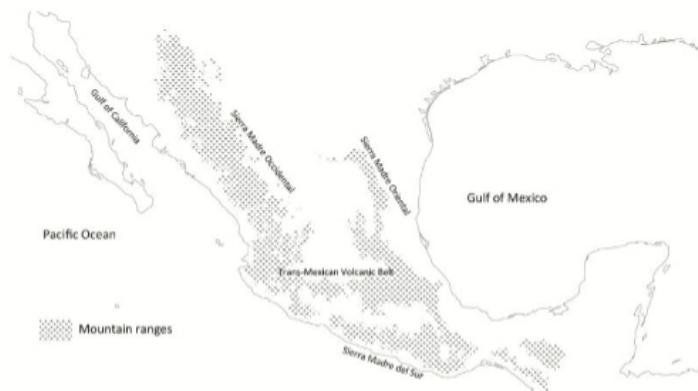 Gulf of California
Sierra Madre Occidental
Sierra Madre Oriental
Gulf of Mexico
Pacific Ocean
Trans-Mexican Volcanic Belt
Mountain ranges
Sierra Madre del Sur